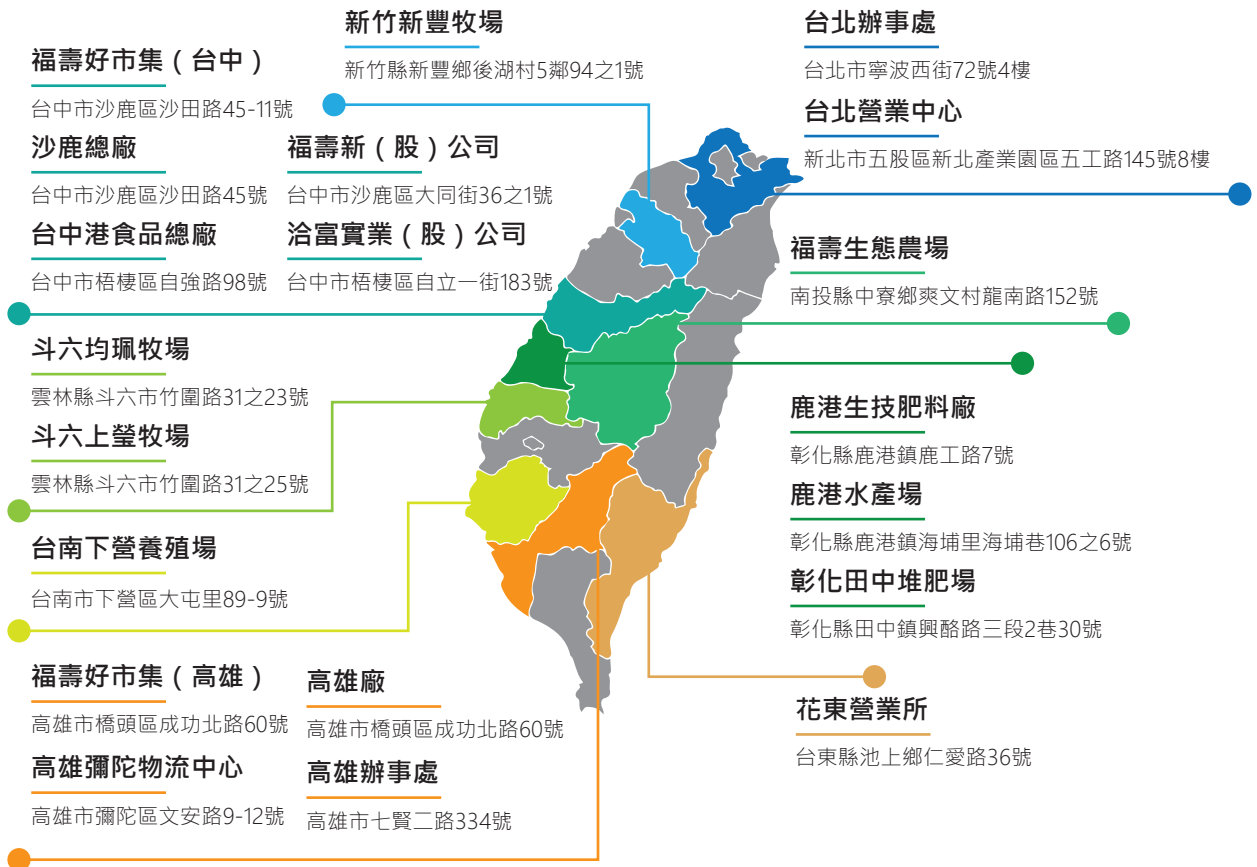 新竹新豐牧場
新竹縣新豐鄉後湖村5鄰94之1號
台北辦事處
台北市寧波西街72號4樓
台北營業中心
新北市五股區新北產業園區五工路145號8樓
福壽好市集（台中）
台中市沙鹿區沙田路45-11號
沙鹿總廠
台中市沙鹿區沙田路45號
福壽新（股）公司
台中市沙鹿區大同街36之1號
台中港食品總廠
台中市梧棲區自強路98號
洽富實業（股）公司
台中市梧棲區自立一街183號
福壽生態農場
南投縣中寮鄉爽文村龍南路152號
斗六均珮牧場
雲林縣斗六市竹圍路31之23號
斗六上瑩牧場
雲林縣斗六市竹圍路31之25號
鹿港生技肥料廠
彰化縣鹿港鎮鹿工路7號
鹿港水產場
彰化縣鹿港鎮海埔里海埔巷106之6號
彰化田中堆肥場
彰化縣田中鎮興酪路三段2巷30號
台南下營養殖場
台南市下營區大屯里89-9號
福壽好市集（高雄）
高雄市橋頭區成功北路60號
高雄廠
高雄市橋頭區成功北路60號
高雄彌陀物流中心
高雄市彌陀區文安路9-12號
高雄辦事處
高雄市七賢二路334號
花東營業所
台東縣池上鄉仁愛路36號